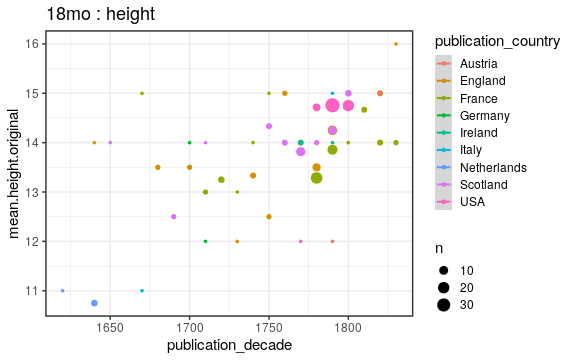 18mo : height
mean.height.original
16
15
14
13
12
11
1650
1700
1750
1800
publication_decade
publication_country
Austria
England
France
Germany
Ireland
Italy
Netherlands
Scotland
USA
n
10
20
30